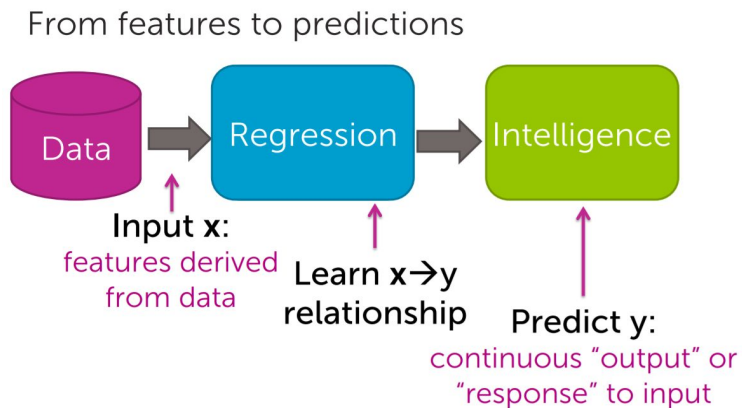 From features to predictions
Data
Regression
Intelligence
Input x:
features derived
from data
Learn x→y
relationship
Predict y:
continuous “output” or
“response” to input